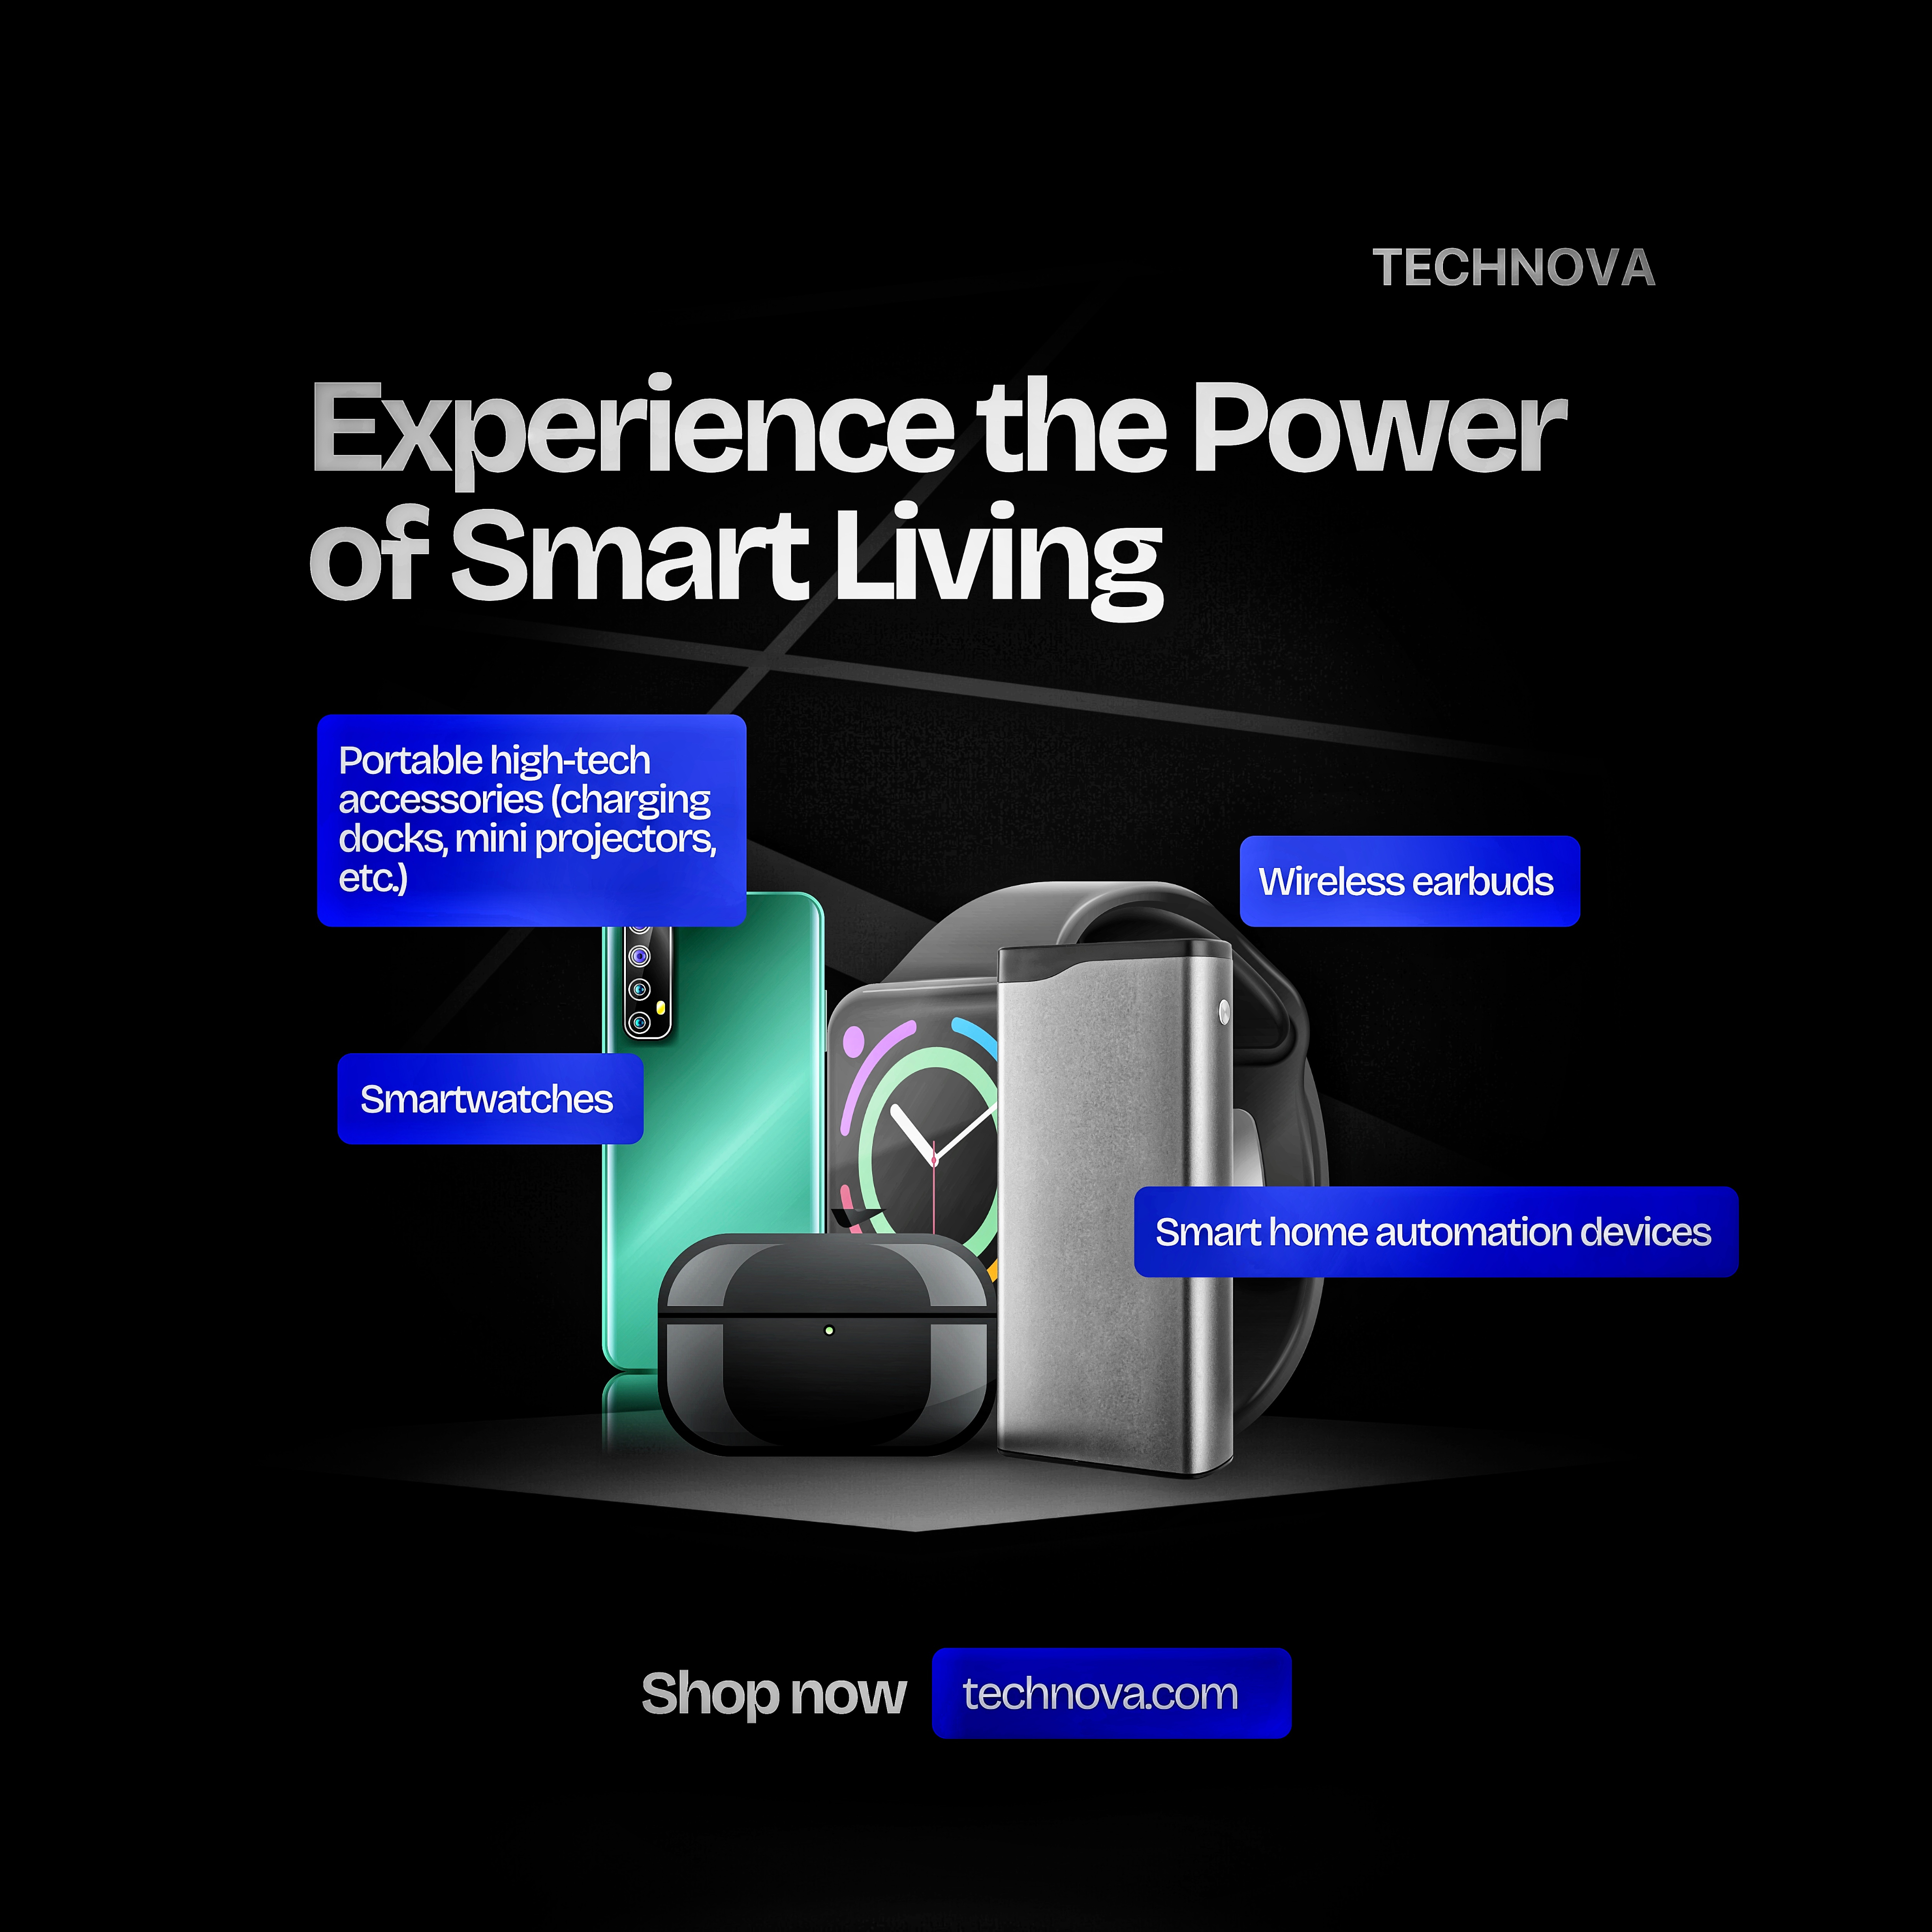 TECHNOVA
Experience the Power
of Smart Living
Portable high-tech
accessories (charging
docks, mini projectors,
etc.)
Wireless earbuds
Smartwatches
Smart home automation devices
Shop now
technova.com